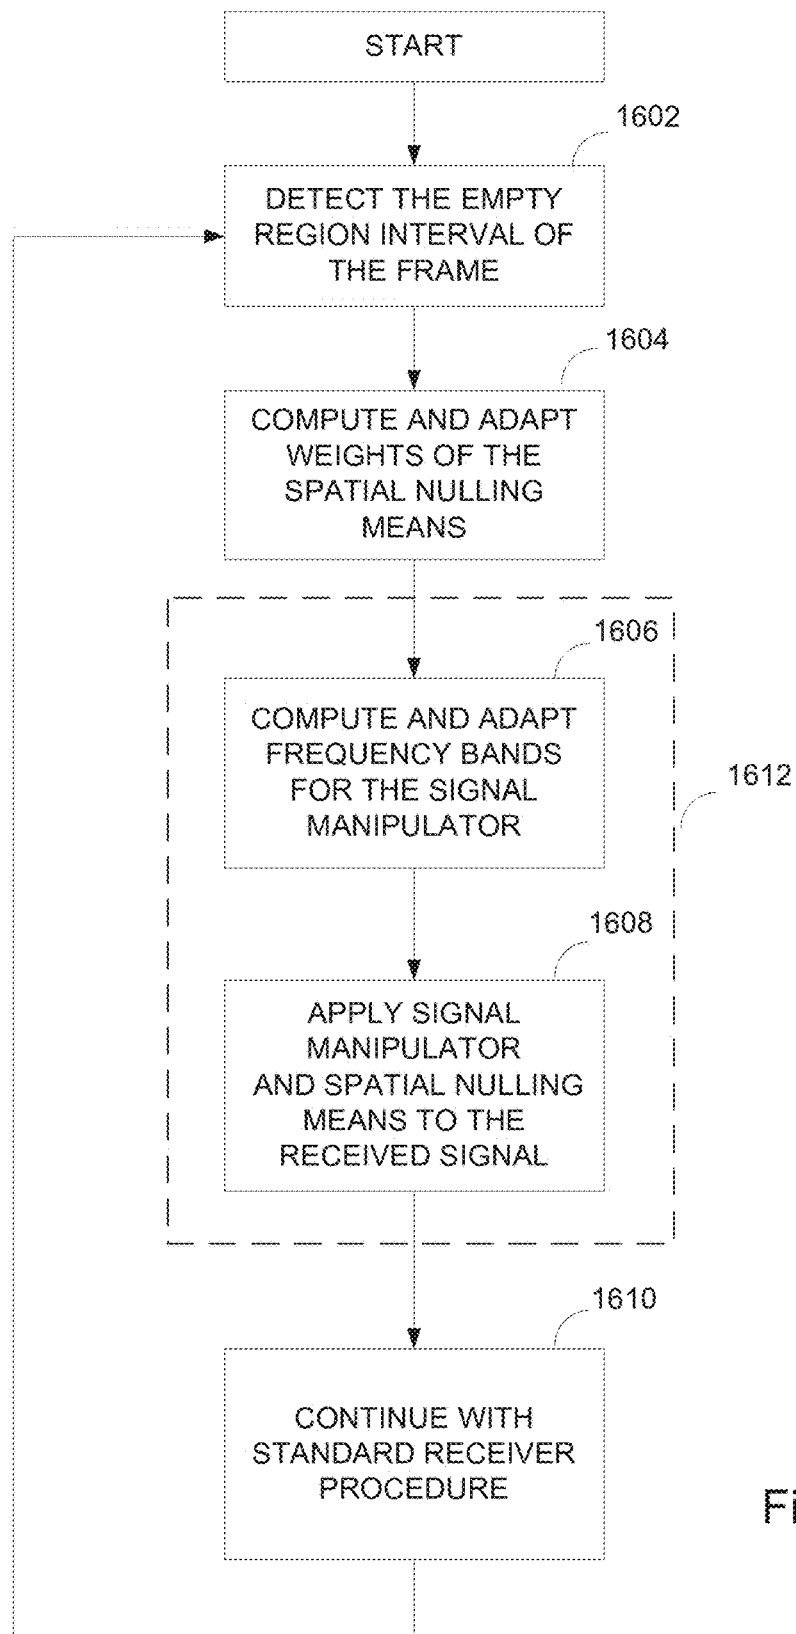 START
1602
DETECT THE EMPTY
REGION INTERVAL OF
THE FRAME
1604
COMPUTE AND ADAPT
WEIGHTS OF THE
SPATIAL NULLING
MEANS
1606
COMPUTE AND ADAPT
FREQUENCY BANDS
FOR THE SIGNAL
MANIPULATOR
1612
1608
APPLY SIGNAL
MANIPULATOR
AND SPATIAL NULLING
MEANS TO THE
RECEIVED SIGNAL
1610
CONTINUE WITH
STANDARD RECEIVER
PROCEDURE
Fi